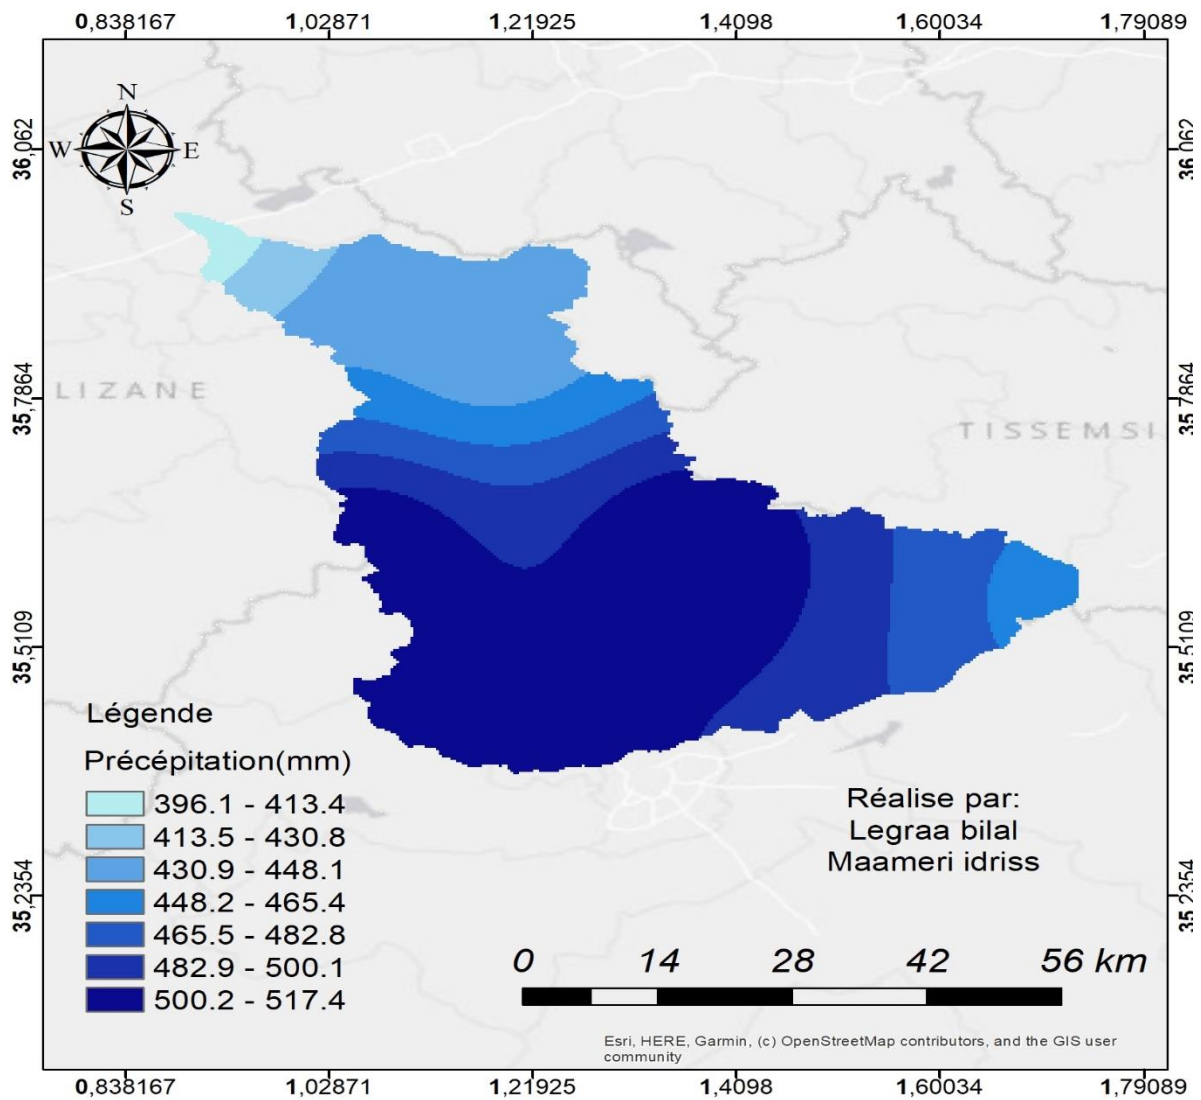 0,838167 1,02871 1,21925 1,4098 1,60034 1,79089
N
W E
S
36,062 36,062
35,7864 35,7864
LIZANE
TISSEMSI
35,5109 35,5109
Légende
Précépitation(mm)
396.1 - 413.4
413.5 - 430.8
430.9 - 448.1
448.2 - 465.4
465.5 - 482.8
482.9 - 500.1
500.2 - 517.4
Réalise par:
Legraa bilal
Maameri idriss
35,2354 35,2354
0 14 28 42 56 km
Esri, HERE, Garmin, (c) OpenStreetMap contributors, and the GIS user
community
0,838167 1,02871 1,21925 1,4098 1,60034 1,79089